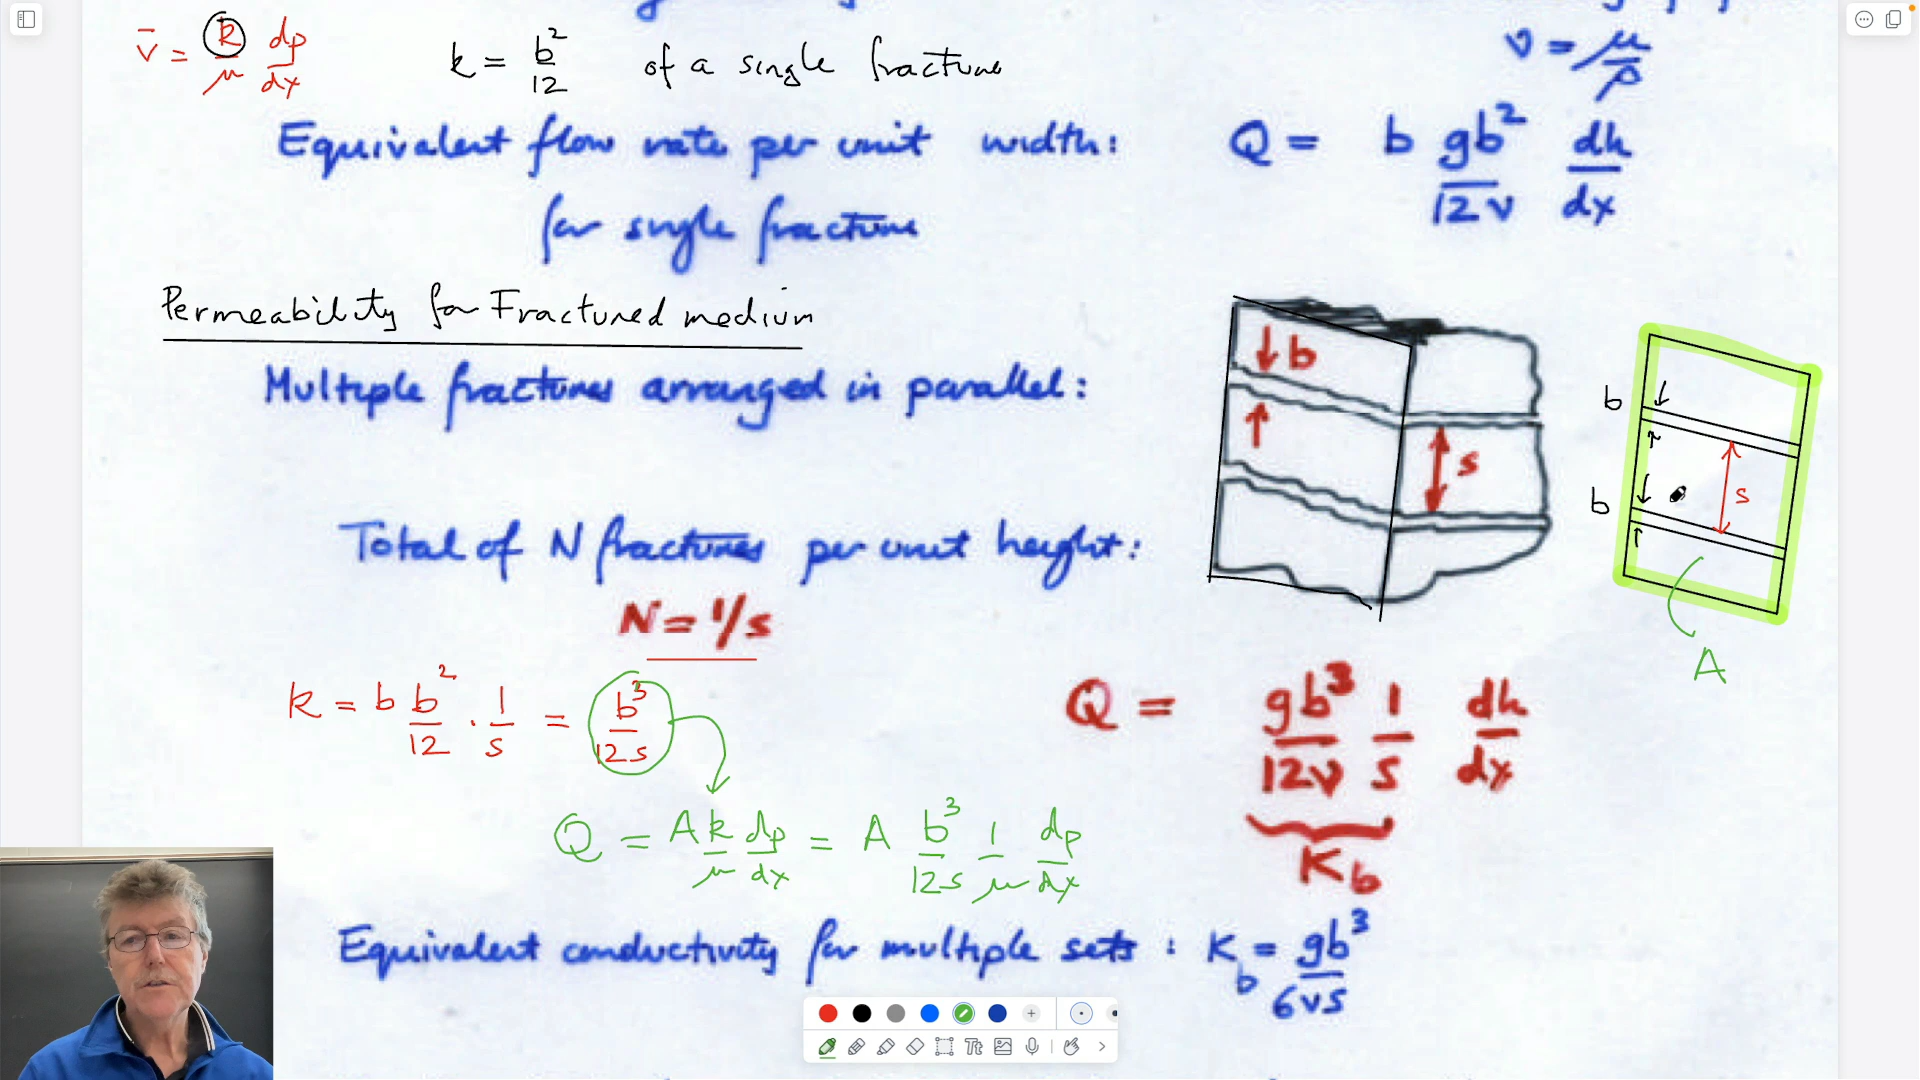 v̄ = k/μ dp/dx
k = b²/12 of a single fracture
ν = μ/ρ
Equivalent flow rate per unit width:
for single fracture
Q = b gb²/12ν dh/dx
Permeability for Fractured medium
Multiple fractures arranged in parallel:
Total of N fractures per unit height:
N = 1/s
b
s
b
b
s
A
k = b b²/12 · 1/s = b³/12s
Q = gb³/12ν 1/s dh/dx
K_b
Q = A k/μ dp/dx = A b³/12s 1/μ dp/dx
Equivalent conductivity for multiple sets : K_b = gb³/6νs
Tt